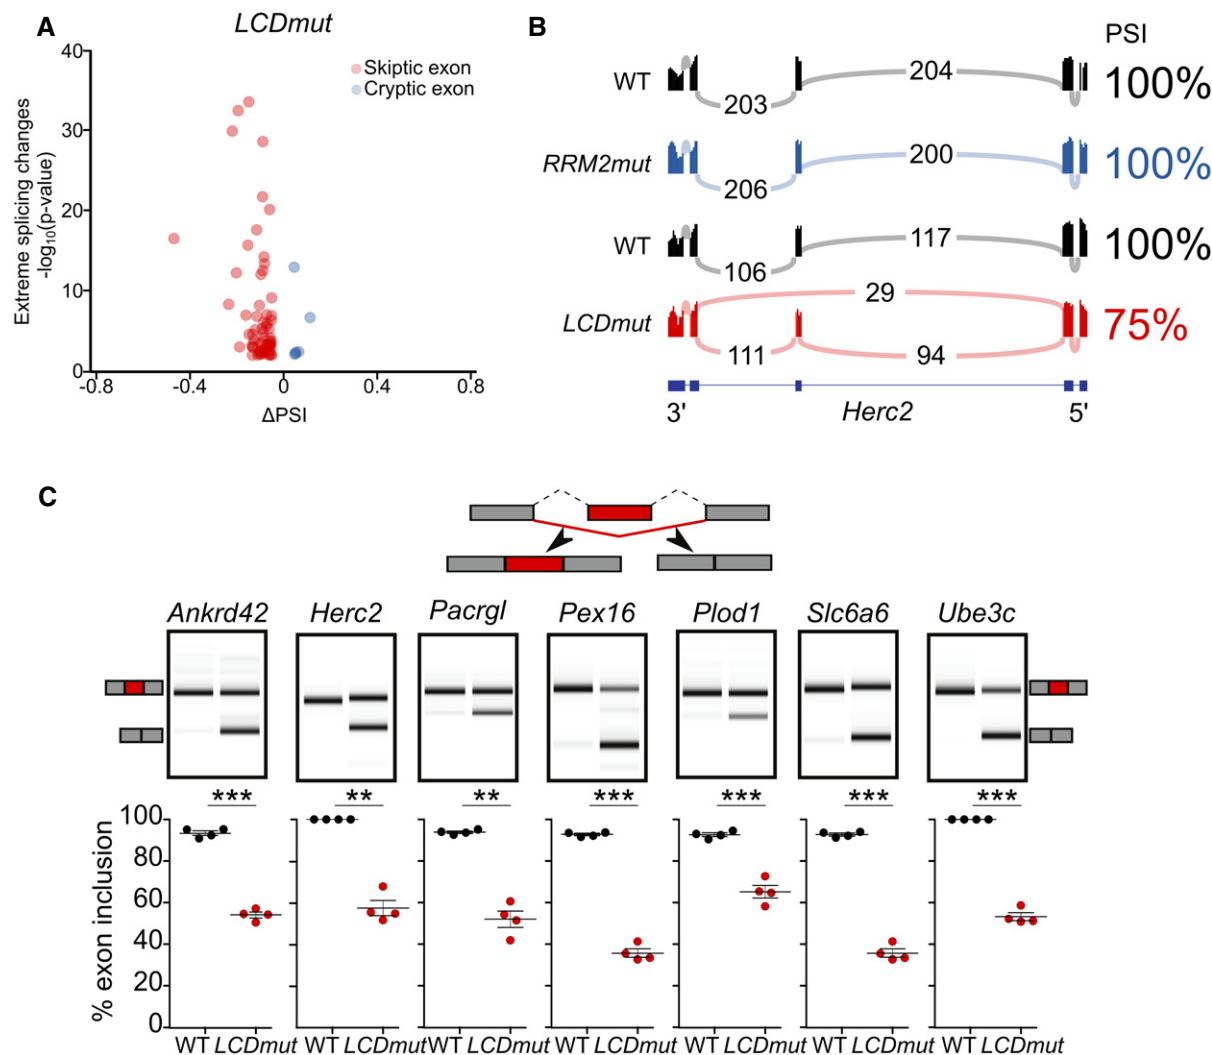 A
LCDmut
Extreme splicing changes
-log10(p-value)
40
30
20
10
0
-0.8 -0.4 0 0.4 0.8
ΔPSI
Skiptic exon
Cryptic exon
B
PSI
WT 203 204 100%
RRM2mut 206 200 100%
WT 106 117 100%
29
LCDmut 111 94 75%
3' Herc2 5'
C
Ankrd42 Herc2 Pacrgl Pex16 Plod1 Slc6a6 Ube3c
*** ** ** *** *** *** ***
% exon inclusion
100
80
60
40
20
0
WT LCDmut WT LCDmut WT LCDmut WT LCDmut WT LCDmut WT LCDmut WT LCDmut